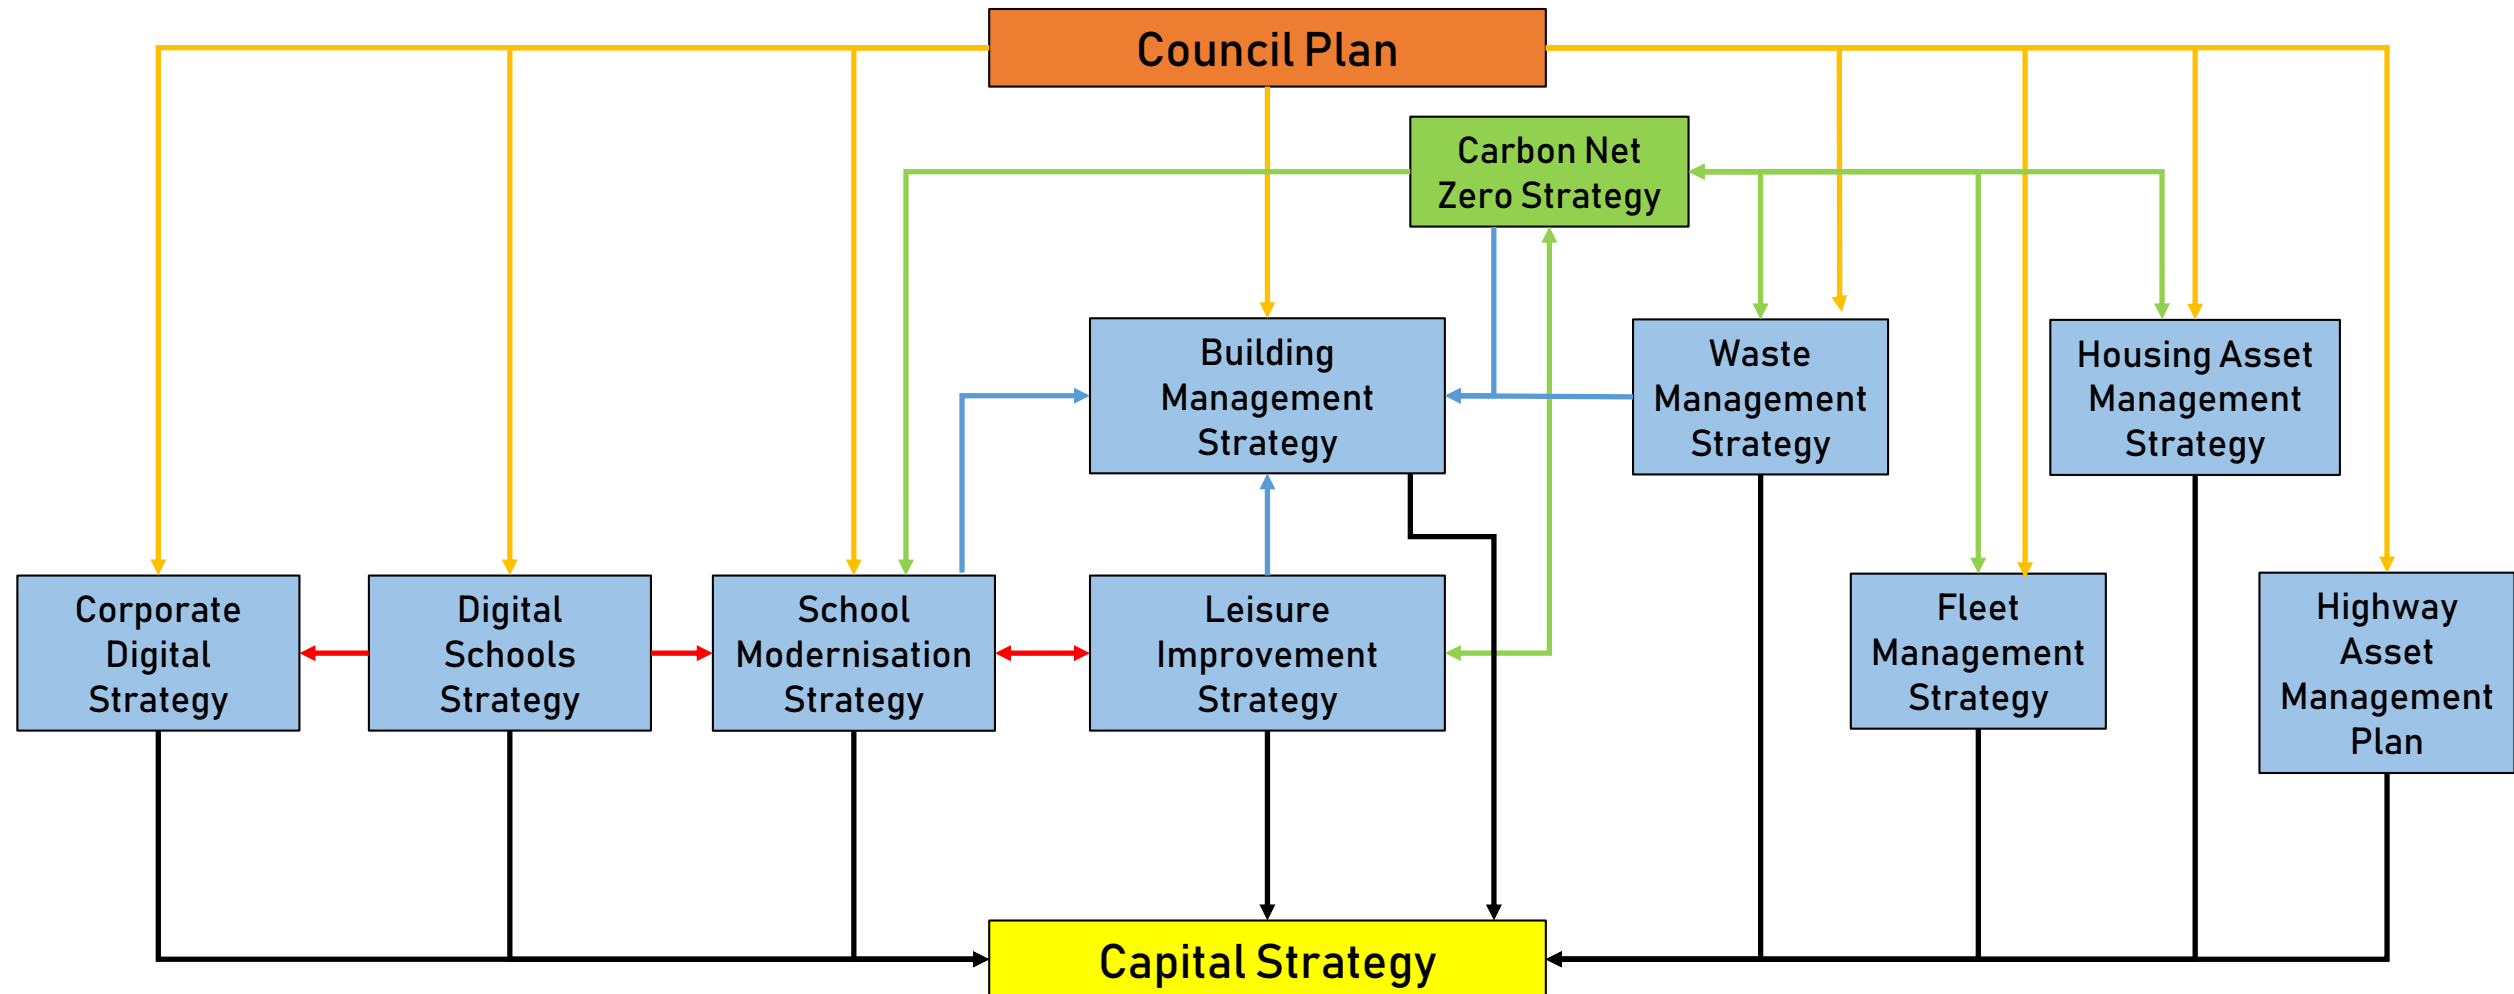 Council Plan
Carbon Net
Zero Strategy
Building
Management
Strategy
Waste
Management
Strategy
Housing Asset
Management
Strategy
Corporate
Digital
Strategy
Digital
Schools
Strategy
School
Modernisation
Strategy
Leisure
Improvement
Strategy
Fleet
Management
Strategy
Highway
Asset
Management
Plan
Capital Strategy